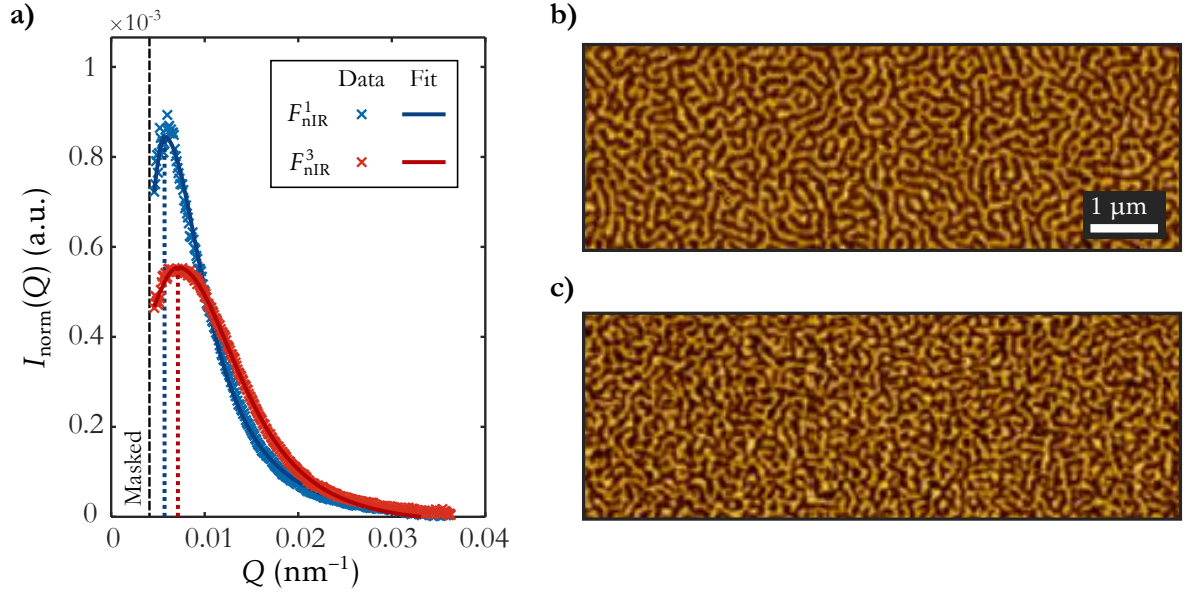 a)
×10⁻³
1
0.8
0.6
0.4
0.2
0
I_norm(Q) (a.u.)
Masked
Data Fit
F¹_nIR
F³_nIR
0 0.01 0.02 0.03 0.04
Q (nm⁻¹)
b)
1 µm
c)